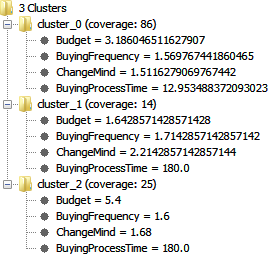 3 Clusters
cluster_0 (coverage: 86)
Budget = 3.186046511627907
BuyingFrequency = 1.569767441860465
ChangeMind = 1.5116279069767442
BuyingProcessTime = 12.953488372093023
cluster_1 (coverage: 14)
Budget = 1.6428571428571428
BuyingFrequency = 1.7142857142857142
ChangeMind = 2.2142857142857144
BuyingProcessTime = 180.0
cluster_2 (coverage: 25)
Budget = 5.4
BuyingFrequency = 1.6
ChangeMind = 1.68
BuyingProcessTime = 180.0